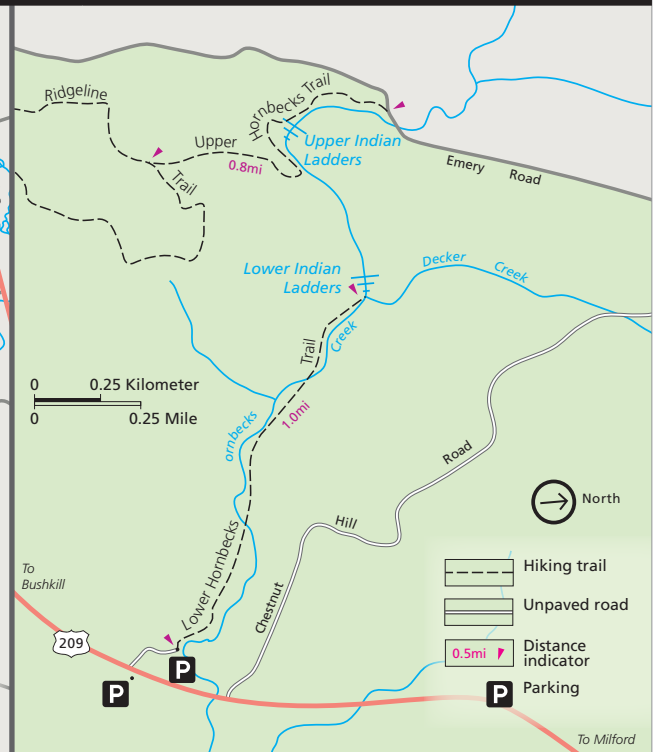 Ridgeline
Trail
Upper
Hornbecks Trail
0.8mi
Upper Indian
Ladders
Emery Road
Lower Indian
Ladders
Decker Creek
Creek
Trail
0 0.25 Kilometer
0 0.25 Mile
1.0mi
ornbecks
Road
Hill
Chestnut
North
Lower Hornbecks
To
Bushkill
209
P
P
Hiking trail
Unpaved road
0.5mi
Distance
indicator
P
Parking
To Milford